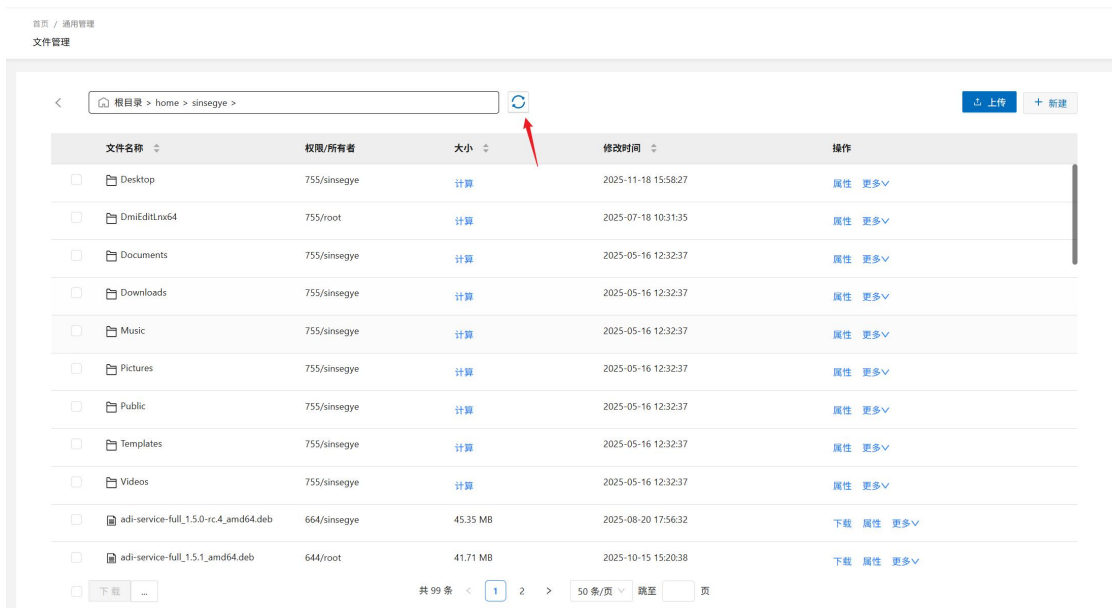 首页 / 通用管理
文件管理
根目录 > home > sinsegye >
上传
+ 新建
文件名称 权限/所有者 大小 修改时间 操作
Desktop 755/sinsegye 计算 2025-11-18 15:58:27 属性 更多
DmiEditLnx64 755/root 计算 2025-07-18 10:31:35 属性 更多
Documents 755/sinsegye 计算 2025-05-16 12:32:37 属性 更多
Downloads 755/sinsegye 计算 2025-05-16 12:32:37 属性 更多
Music 755/sinsegye 计算 2025-05-16 12:32:37 属性 更多
Pictures 755/sinsegye 计算 2025-05-16 12:32:37 属性 更多
Public 755/sinsegye 计算 2025-05-16 12:32:37 属性 更多
Templates 755/sinsegye 计算 2025-05-16 12:32:37 属性 更多
Videos 755/sinsegye 计算 2025-05-16 12:32:37 属性 更多
adi-service-full_1.5.0-rc.4_amd64.deb 664/sinsegye 45.35 MB 2025-08-20 17:56:32 下载 属性 更多
adi-service-full_1.5.1_amd64.deb 644/root 41.71 MB 2025-10-15 15:20:38 下载 属性 更多
下载 ... 共 99 条 < 1 2 > 50 条/页 跳至 页